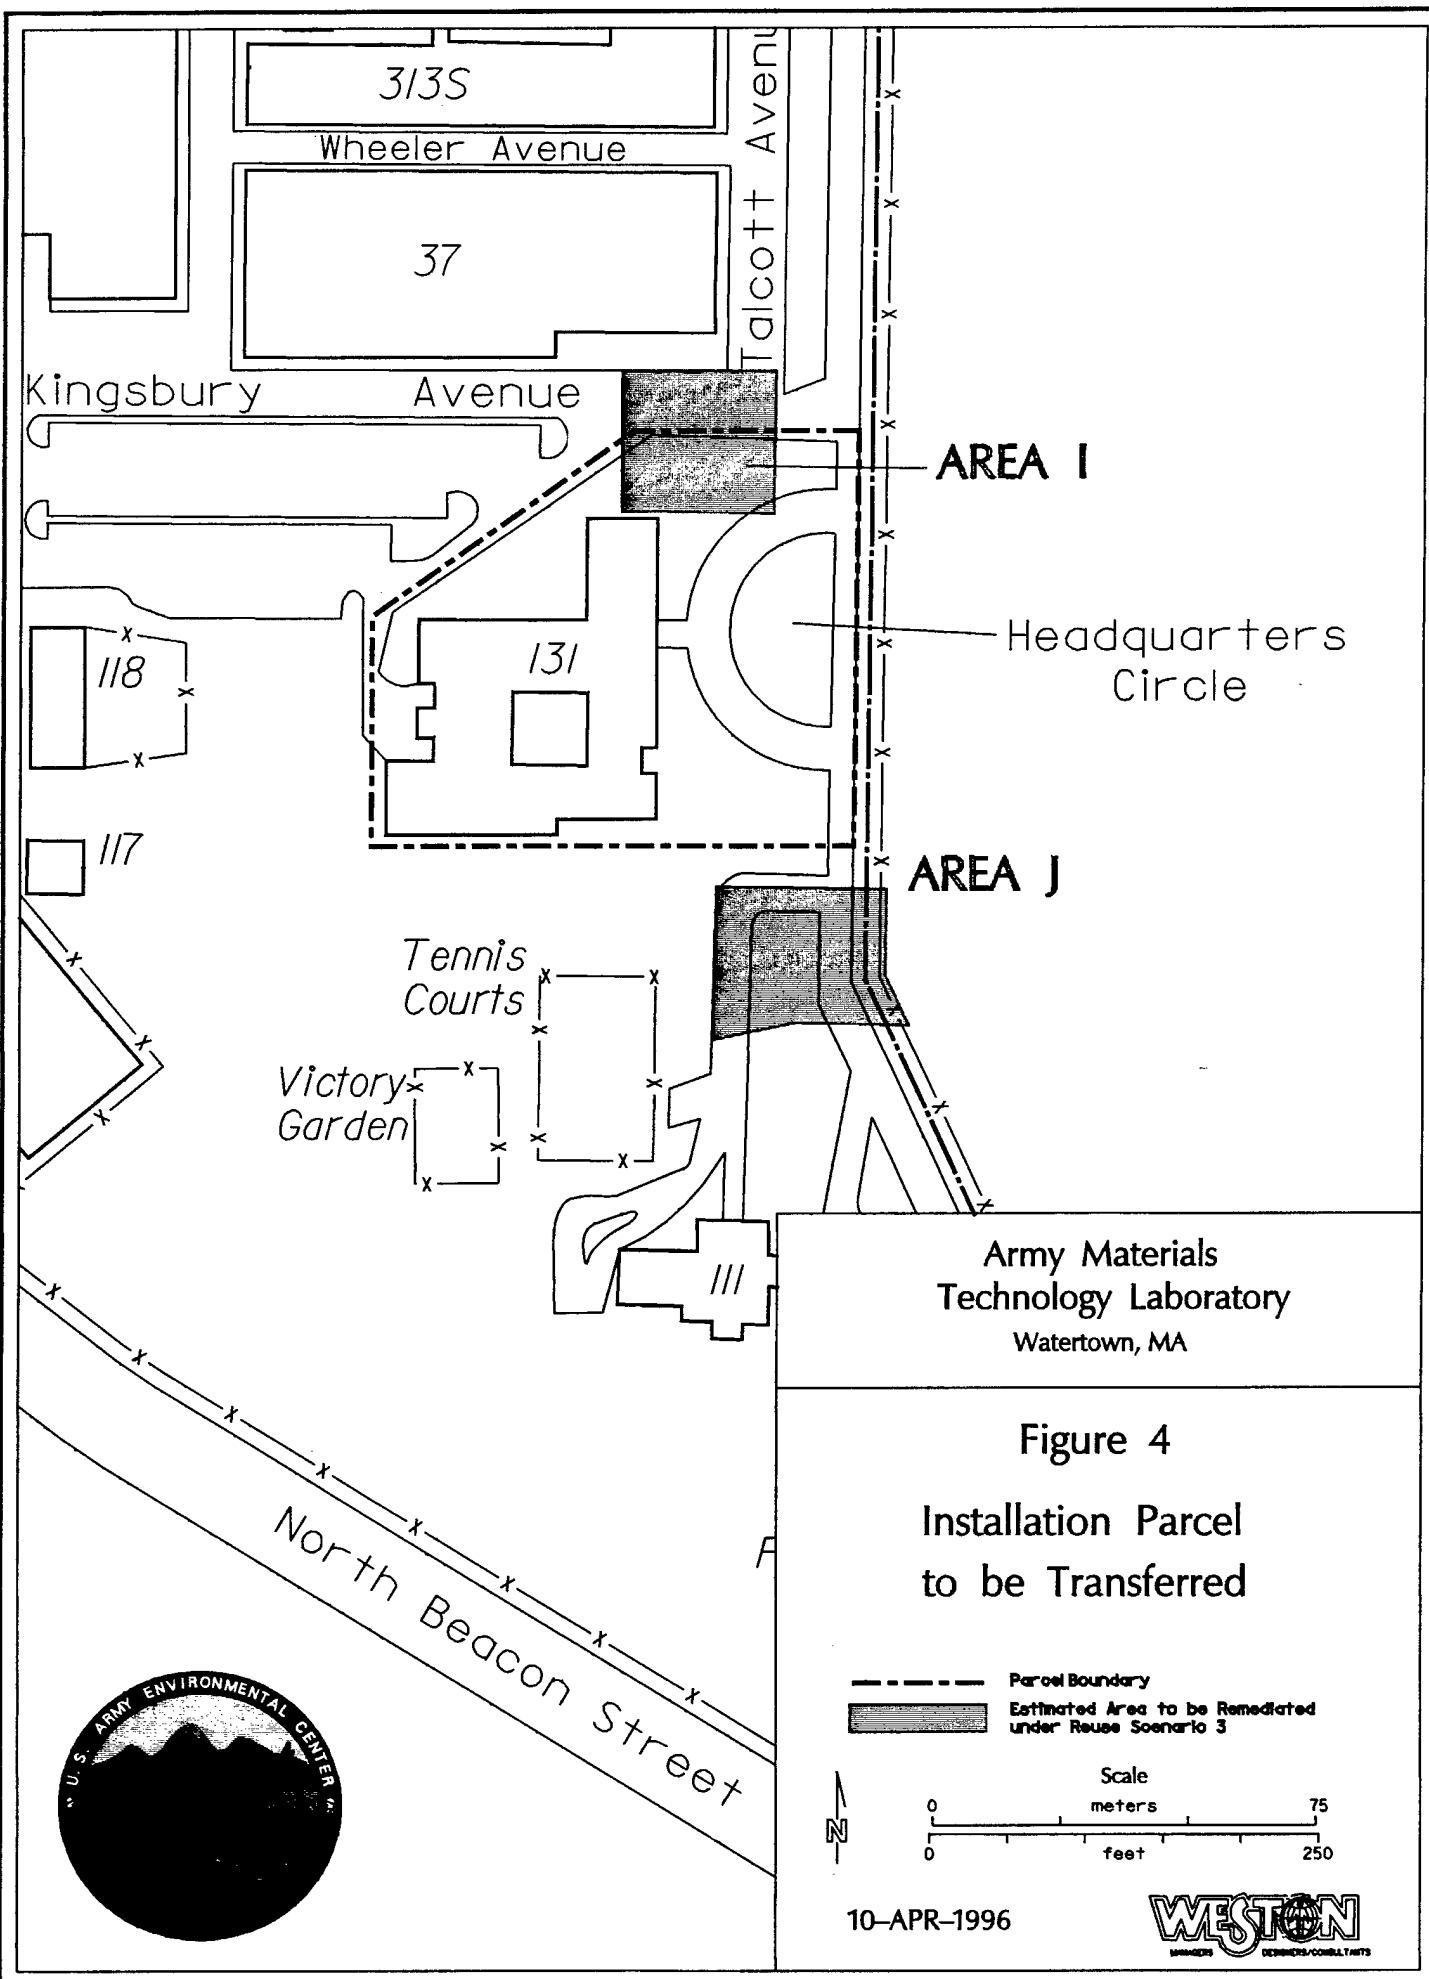 313S
Wheeler Avenue
Talcott Avenu
37
Kingsbury Avenue
AREA I
Headquarters
Circle
131
118
117
AREA J
Tennis
Courts
Victory
Garden
111
Army Materials
Technology Laboratory
Watertown, MA
Figure 4
Installation Parcel
to be Transferred
North Beacon Street
Parcel Boundary
Estimated Area to be Remediated
under Reuse Scenario 3
Scale
0 meters 75
0 feet 250
N
10-APR-1996
WESTON
MANAGERS DESIGNERS/CONSULTANTS
U.S. ARMY ENVIRONMENTAL CENTER